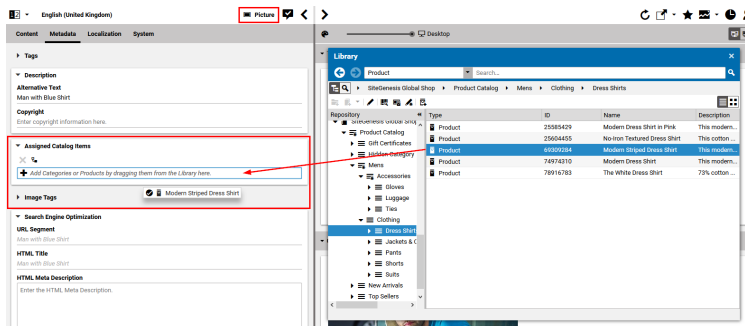 English (United Kingdom)
Picture
Content Metadata Localization System
Tags
Description
Alternative Text
Man with Blue Shirt
Copyright
Enter copyright information here.
Assigned Catalog Items
Add Categories or Products by dragging them from the Library here.
Modern Striped Dress Shirt
Image Tags
Search Engine Optimization
URL Segment
Man with Blue Shirt
HTML Title
Man with Blue Shirt
HTML Meta Description
Enter the HTML Meta Description.
Desktop
Library
Product
Search...
SiteGenesis Global Shop
Product Catalog
Mens
Clothing
Dress Shirts
Repository
SiteGenesis Global Shop
Product Catalog
Gift Certificates
Hidden Category
Mens
Accessories
Gloves
Luggage
Ties
Clothing
Dress Shirt
Jackets & C
Pants
Shorts
Suits
New Arrivals
Top Sellers
Type ID Name Description
Product 25585429 Modern Dress Shirt in Pink This modern...
Product 25604455 No-Iron Textured Dress Shirt This cotton ...
Product 69309284 Modern Striped Dress Shirt This modern...
Product 74974310 Modern Dress Shirt This modern...
Product 78916783 The White Dress Shirt 73% cotton ...